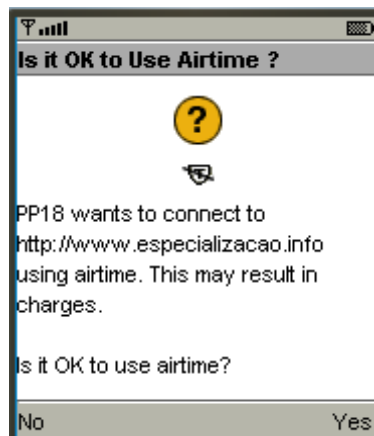 Is it OK to Use Airtime ?
?
PP18 wants to connect to
http://www.especializacao.info
using airtime. This may result in
charges.
Is it OK to use airtime?
No Yes